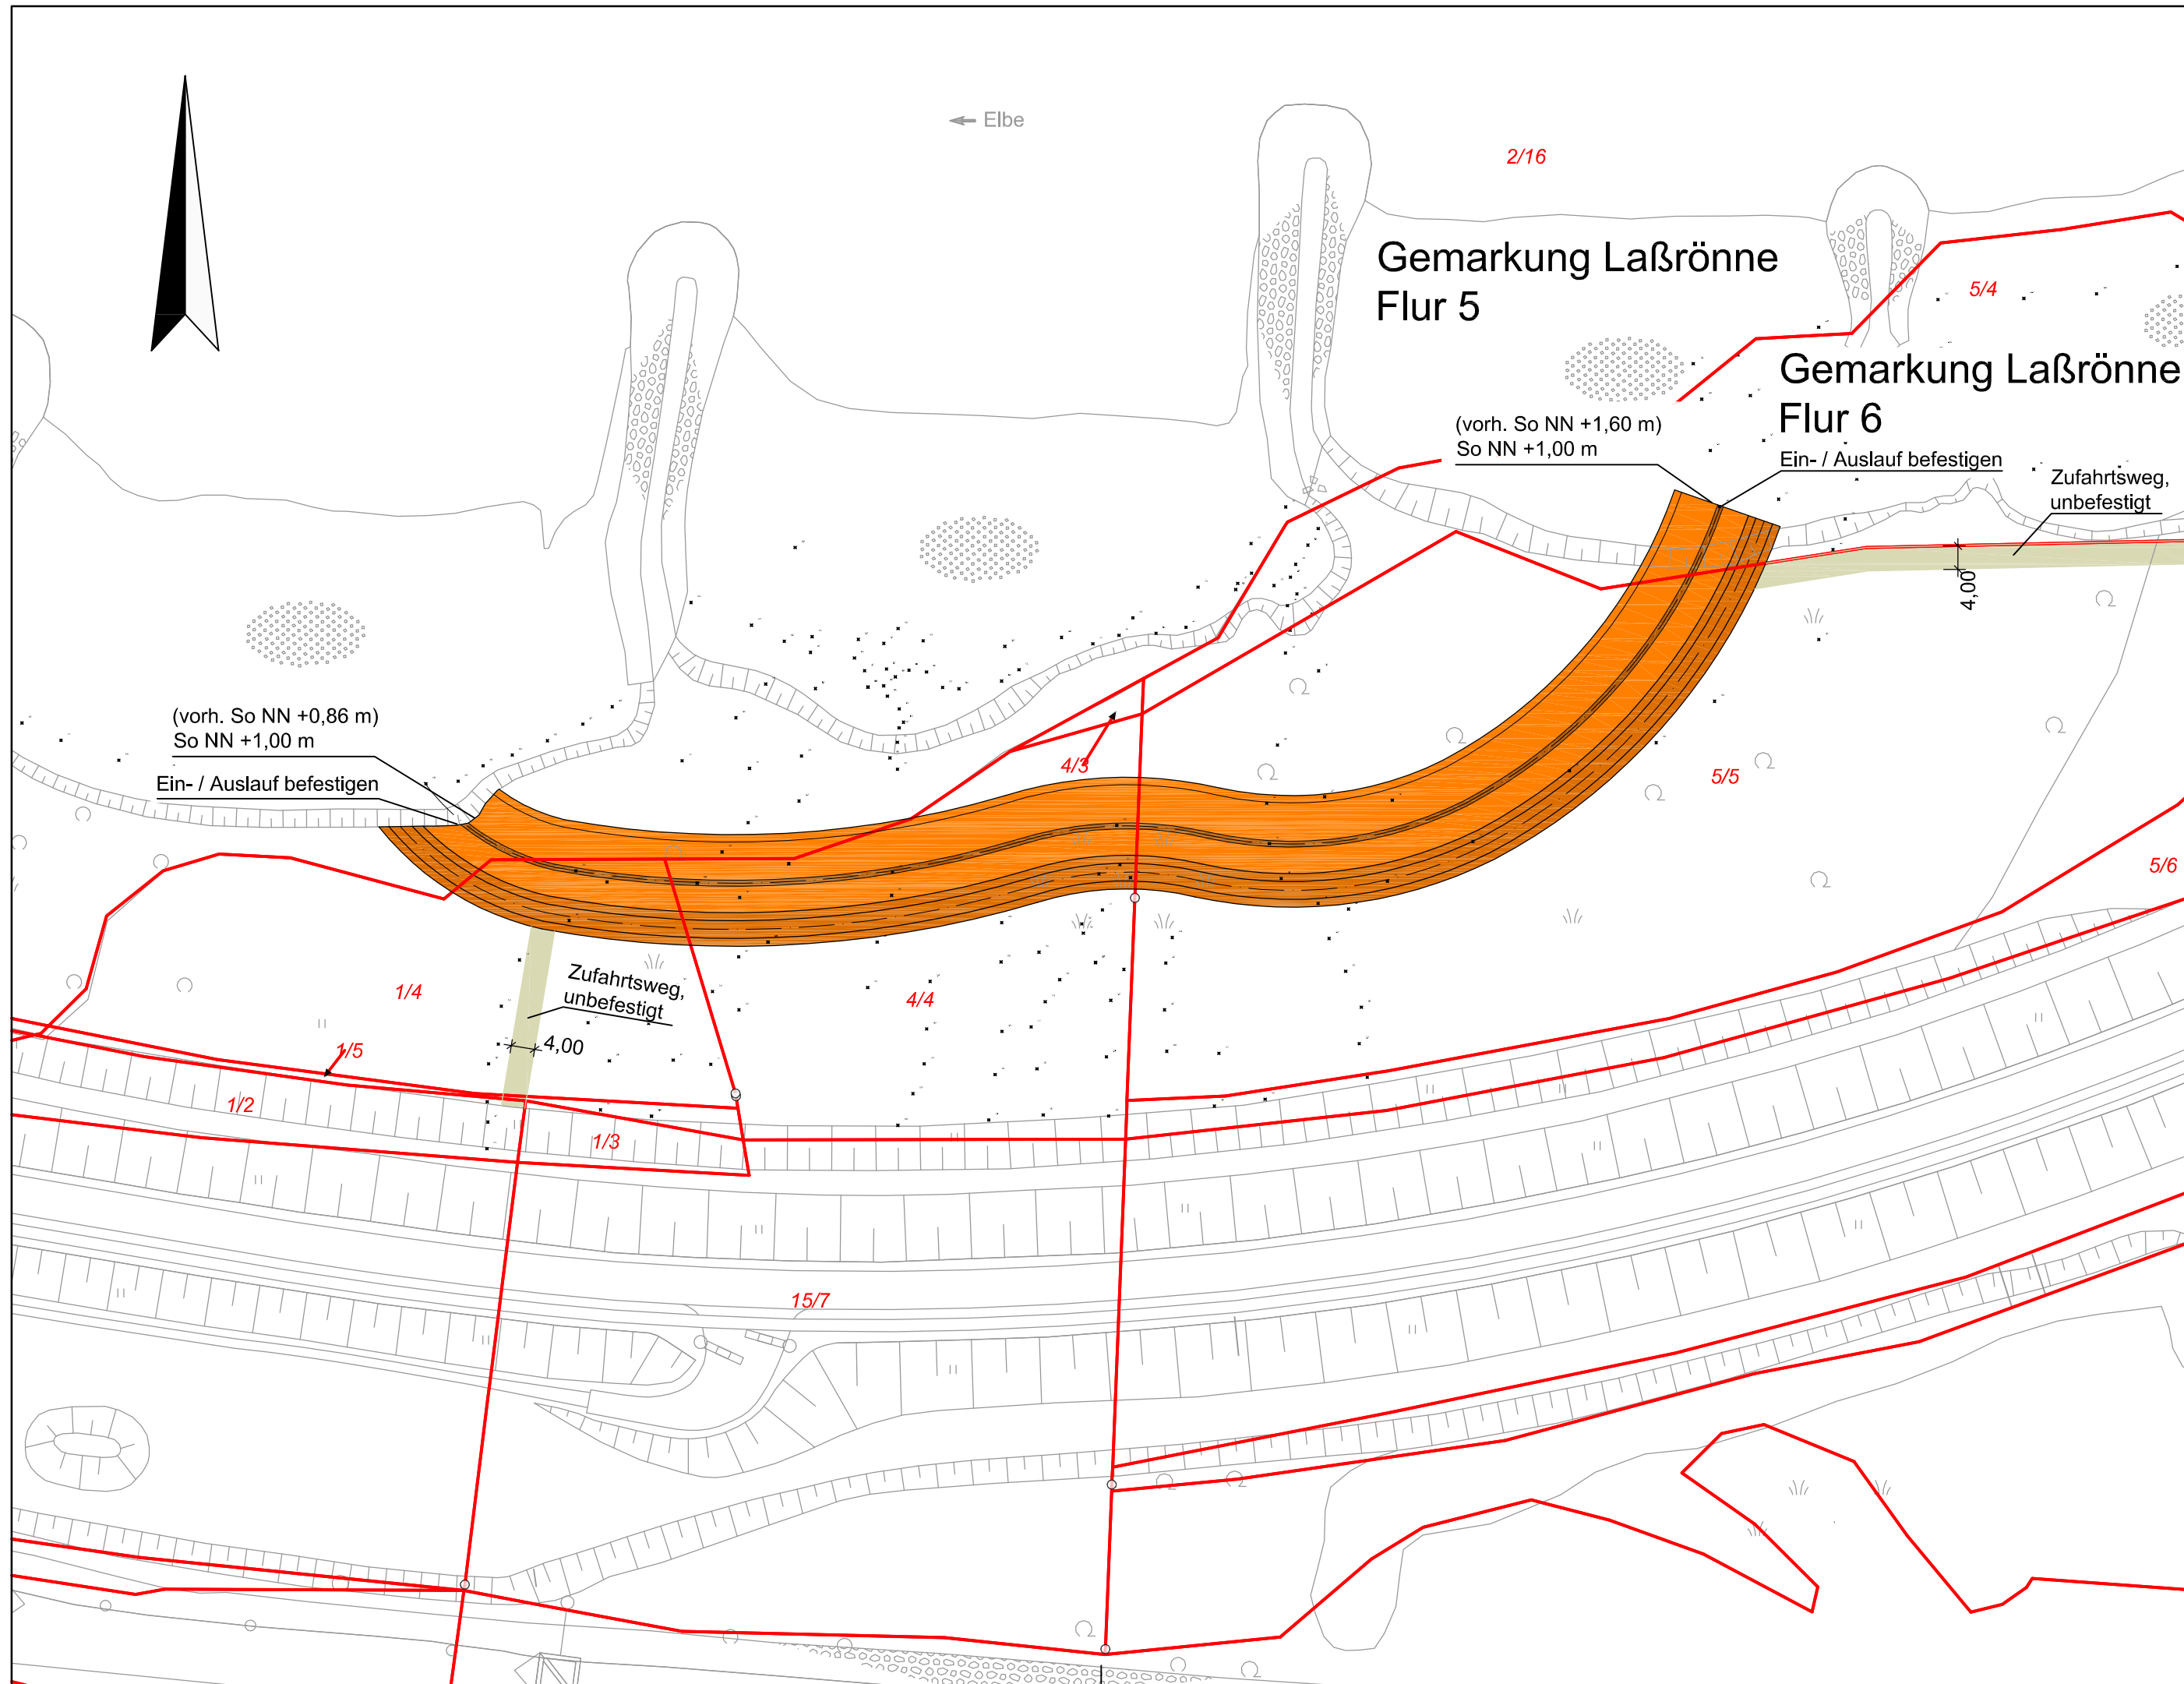 Elbe
2/16
Gemarkung Laßrönne
Flur 5
5/4
Gemarkung Laßrönne
Flur 6
(vorh. So NN +1,60 m)
So NN +1,00 m
Ein- / Auslauf befestigen
Zufahrtsweg,
unbefestigt
4,00
(vorh. So NN +0,86 m)
So NN +1,00 m
Ein- / Auslauf befestigen
4/3
5/5
5/6
1/4
Zufahrtsweg,
unbefestigt
4/4
4,00
1/5
1/2
1/3
15/7